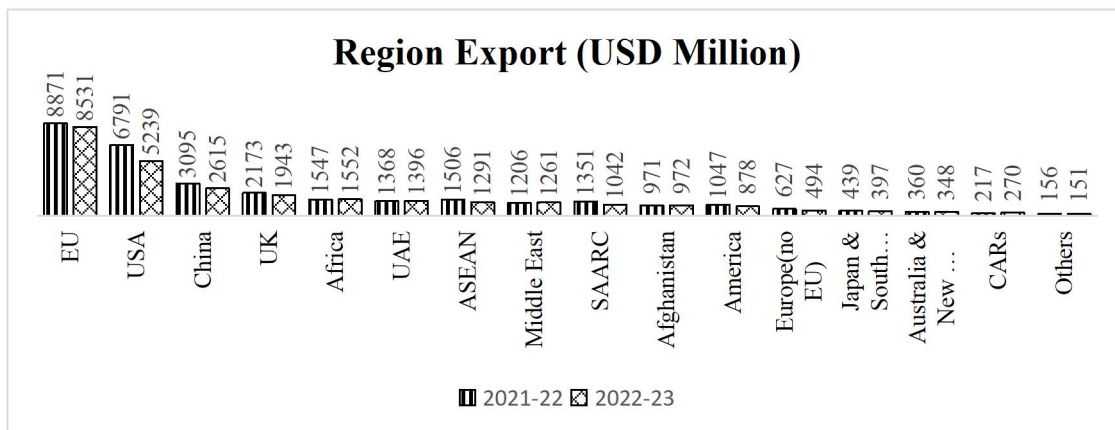 Region Export (USD Million)
8871
8531
6791
5239
3095
2615
2173
1943
1547
1552
1368
1396
1506
1291
1206
1261
1351
1042
971
972
1047
878
627
494
439
397
360
348
217
270
156
151
EU
USA
China
UK
Africa
UAE
ASEAN
Middle East
SAARC
Afghanistan
America
Europe(no
EU)
Japan &
South…
Australia &
New …
CARs
Others
2021-22
2022-23